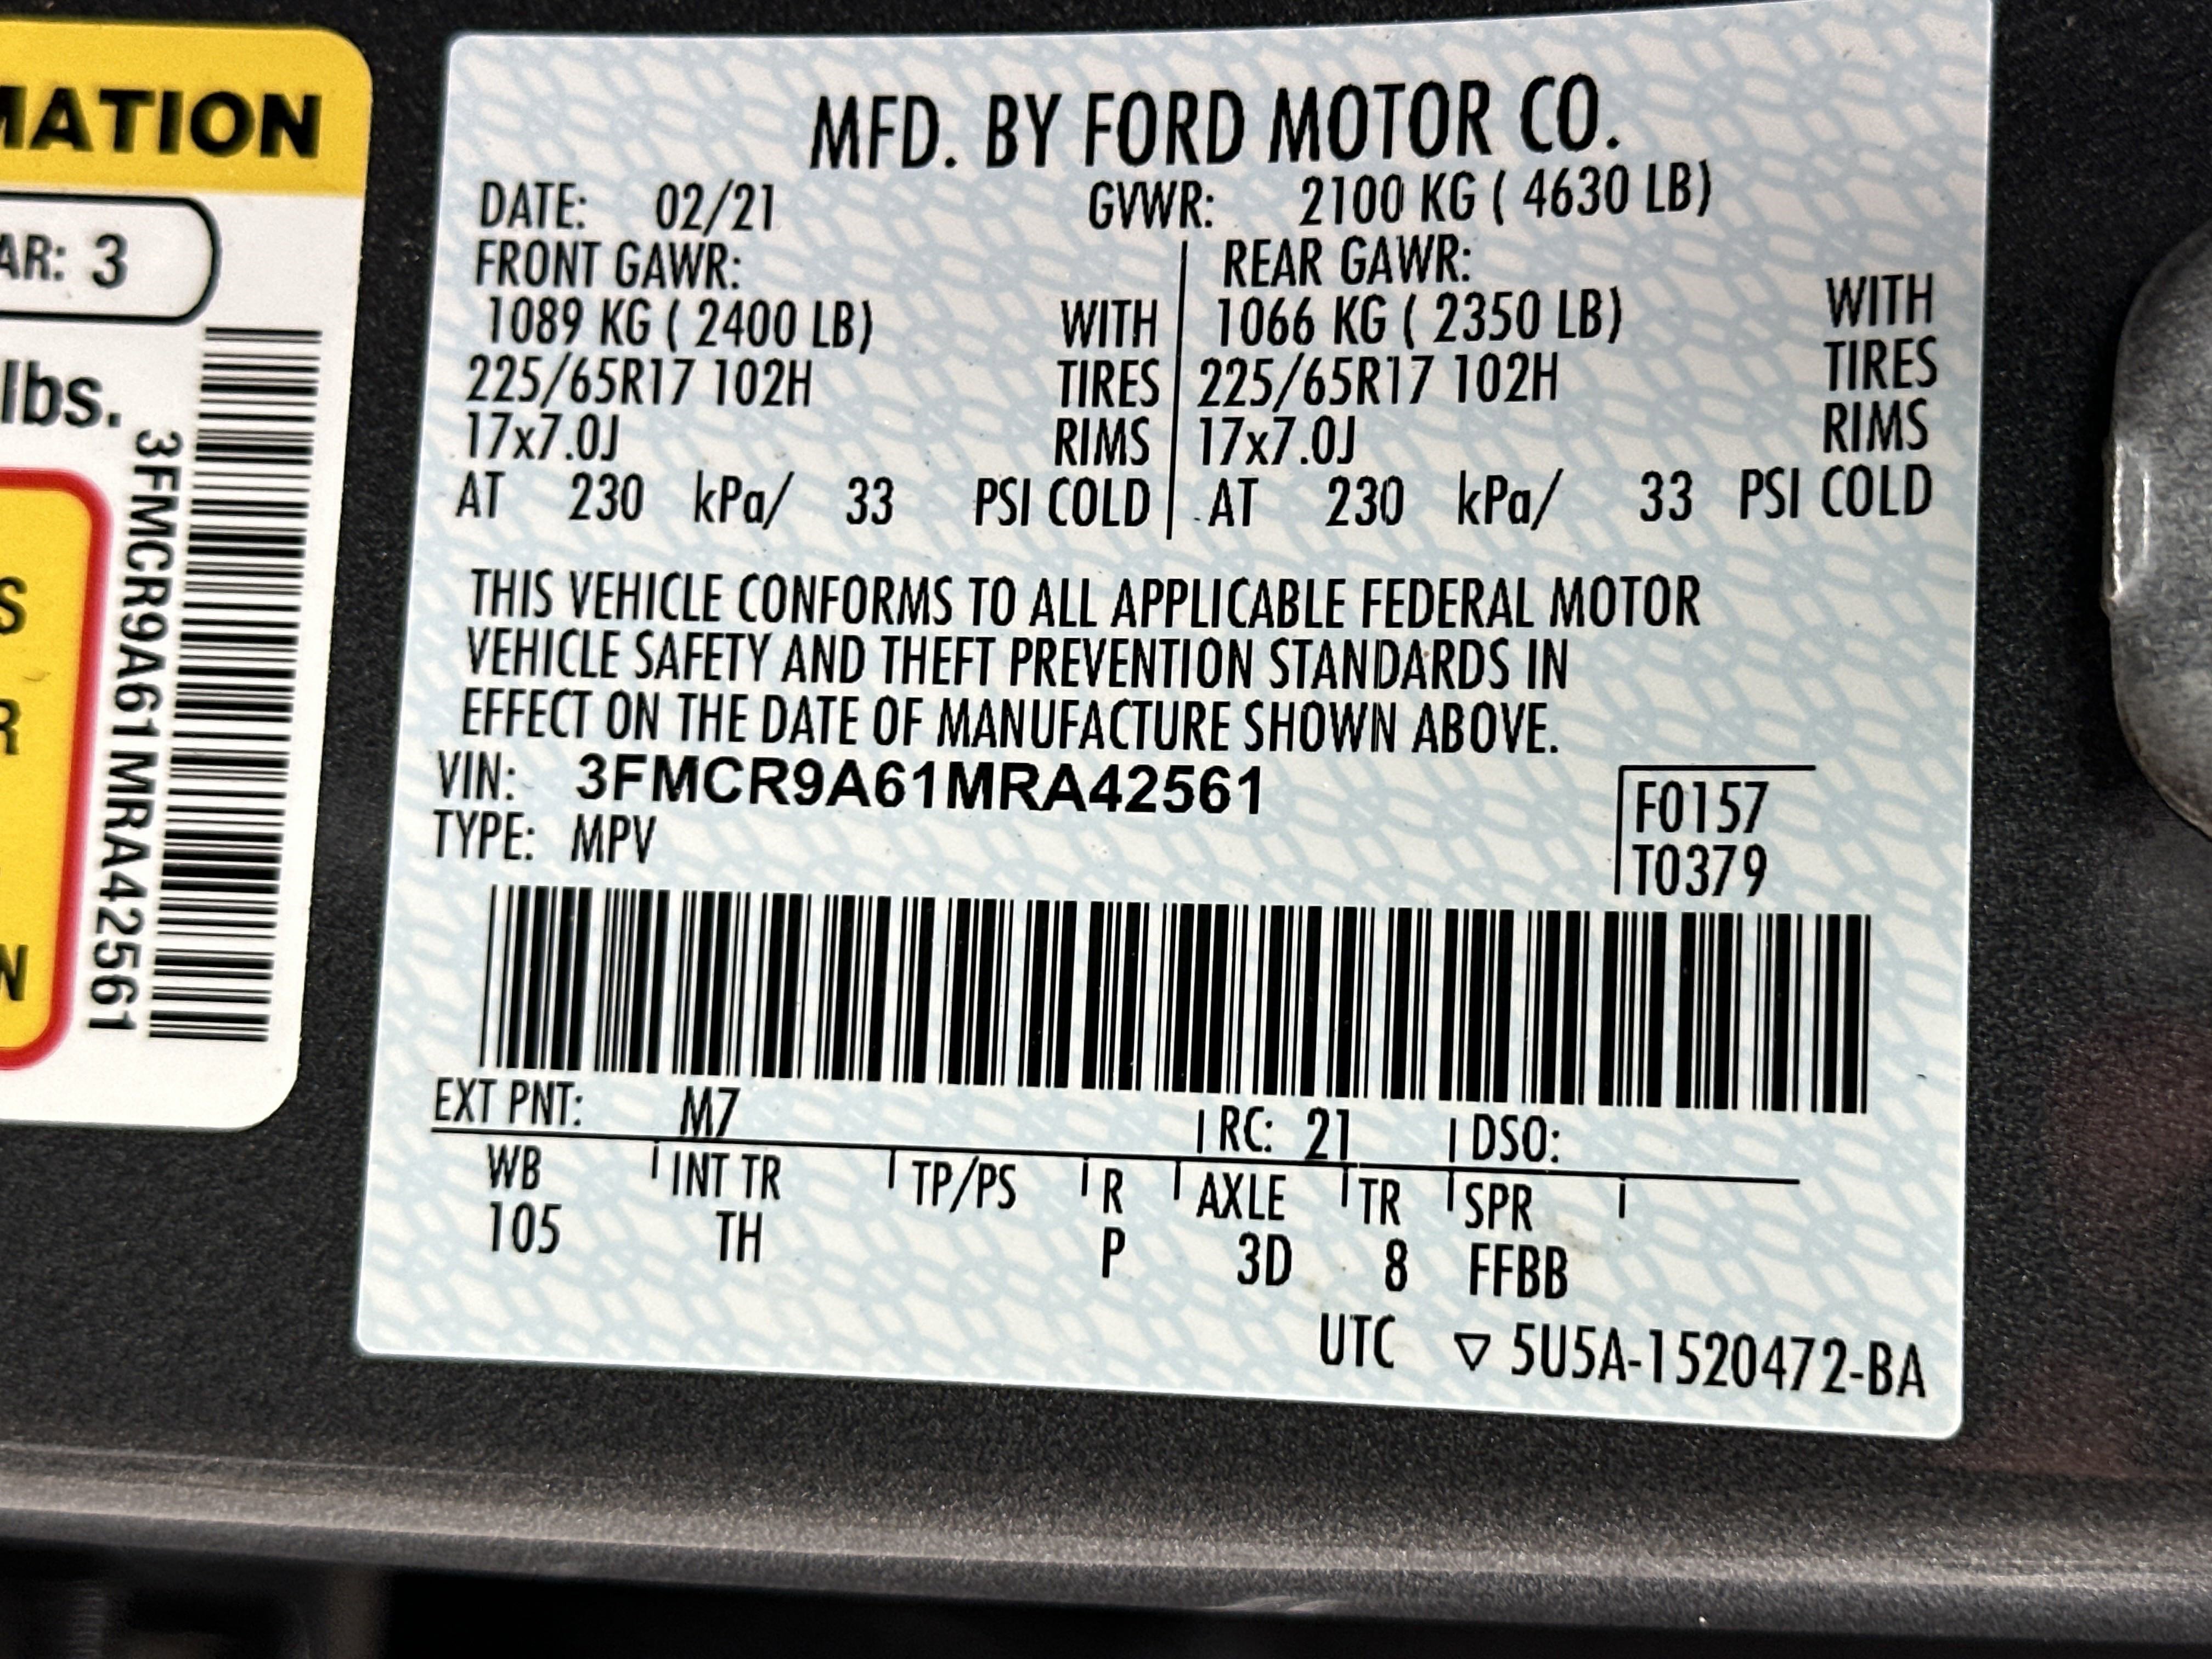 MATION
AR: 3
lbs.
3FMCR9A61MRA42561
S
R
N
MFD. BY FORD MOTOR CO.
DATE: 02/21 GVWR: 2100 KG ( 4630 LB)
FRONT GAWR: REAR GAWR:
1089 KG ( 2400 LB) WITH 1066 KG ( 2350 LB) WITH
225/65R17 102H TIRES 225/65R17 102H TIRES
17x7.0J RIMS 17x7.0J RIMS
AT 230 kPa/ 33 PSI COLD AT 230 kPa/ 33 PSI COLD
THIS VEHICLE CONFORMS TO ALL APPLICABLE FEDERAL MOTOR
VEHICLE SAFETY AND THEFT PREVENTION STANDARDS IN
EFFECT ON THE DATE OF MANUFACTURE SHOWN ABOVE.
VIN: 3FMCR9A61MRA42561
F0157
TYPE: MPV
T0379
EXT PNT: M7 RC: 21 DSO:
WB INT TR TP/PS R AXLE TR SPR
105 TH P 3D 8 FFBB
UTC ▽ 5U5A-1520472-BA